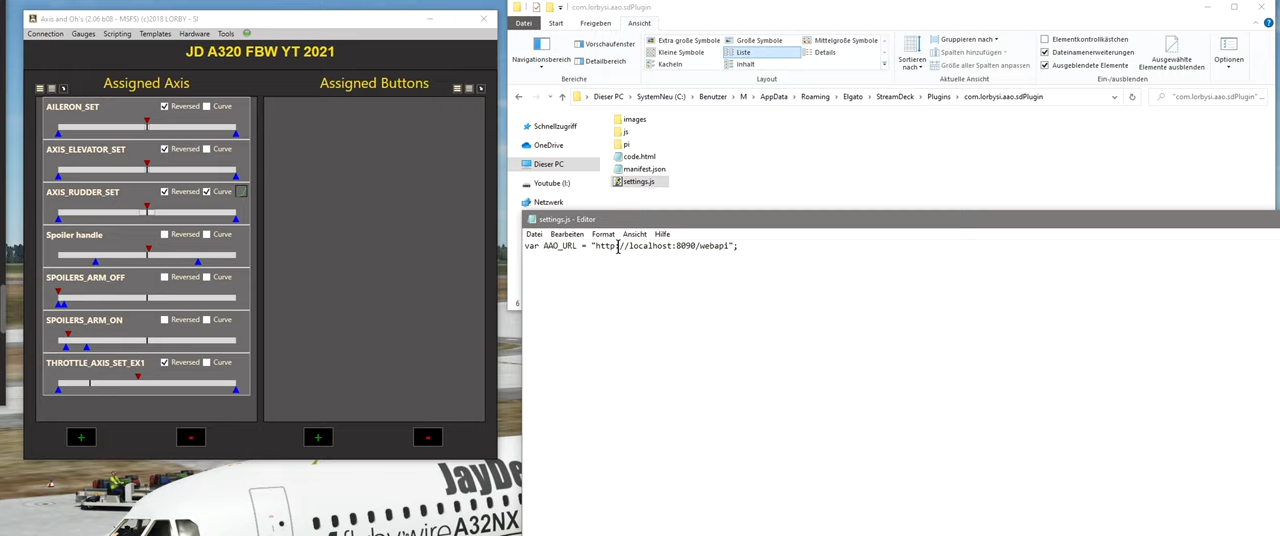 Axis and Oh's (2.06 b08 - MSFS) (c)2018 LORBY - SI
Connection Gauges Scripting Templates Hardware Tools
JD A320 FBW YT 2021
Assigned Axis
Assigned Buttons
AILERON_SET Reversed Curve
AXIS_ELEVATOR_SET Reversed Curve
AXIS_RUDDER_SET Reversed Curve
Spoiler handle Reversed Curve
SPOILERS_ARM_OFF Reversed Curve
SPOILERS_ARM_ON Reversed Curve
THROTTLE_AXIS_SET_EX1 Reversed Curve
+ - + -
com.lorbysi.aao.sdPlugin
Datei Start Freigeben Ansicht
Navigationsbereich
Vorschaufenster
Detailbereich
Bereiche
Extra große Symbole Große Symbole Mittelgroße Symbole
Kleine Symbole Liste Details
Kacheln Inhalt
Layout
Sortieren nach
Gruppieren nach
Spalten hinzufügen
Größe aller Spalten anpassen
Aktuelle Ansicht
Elementkontrollkästchen
Dateinamenerweiterungen
Ausgeblendete Elemente
Ausgewählte Elemente ausblenden
Ein-/ausblenden
Optionen
Dieser PC > SystemNeu (C:) > Benutzer > M > AppData > Roaming > Elgato > StreamDeck > Plugins > com.lorbysi.aao.sdPlugin
"com.lorbysi.aao.sdPlugin" ...
Schnellzugriff
OneDrive
Dieser PC
Youtube (I:)
Netzwerk
images
js
pi
code.html
manifest.json
settings.js
6
settings.js - Editor
Datei Bearbeiten Format Ansicht Hilfe
var AAO_URL = "http://localhost:8090/webapi";
JayDe
flybywire A32NX